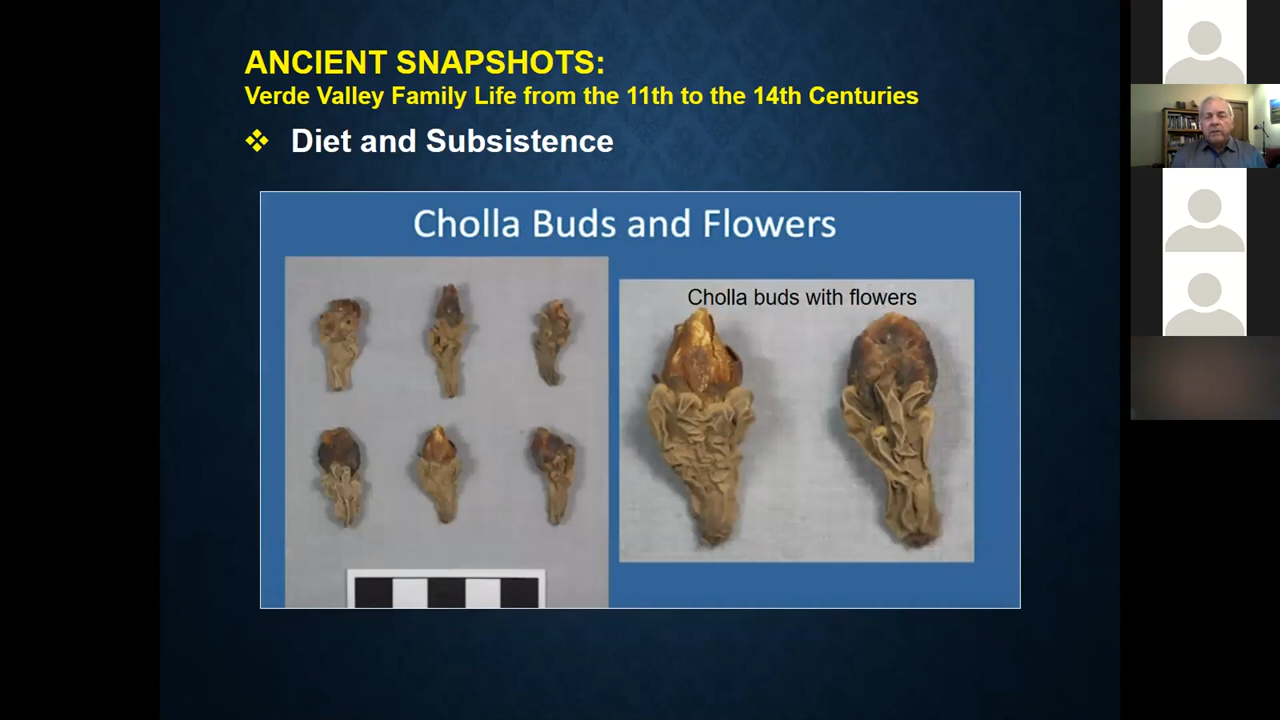 ANCIENT SNAPSHOTS:
Verde Valley Family Life from the 11th to the 14th Centuries
Diet and Subsistence
Cholla Buds and Flowers
Cholla buds with flowers